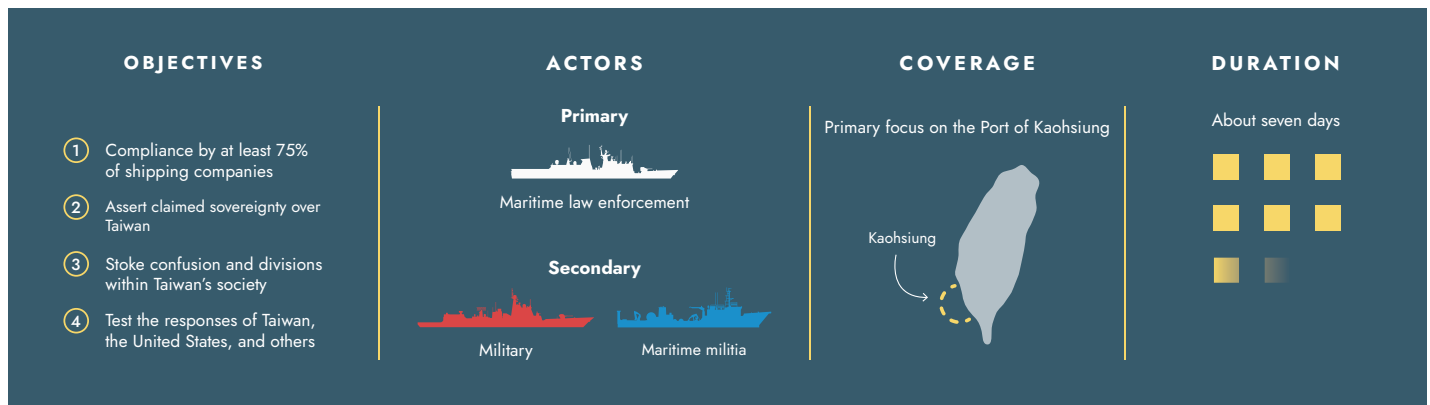 OBJECTIVES
1 Compliance by at least 75%
of shipping companies
2 Assert claimed sovereignty over
Taiwan
3 Stoke confusion and divisions
within Taiwan's society
4 Test the responses of Taiwan,
the United States, and others
ACTORS
Primary
Maritime law enforcement
Secondary
Military
Maritime militia
COVERAGE
Primary focus on the Port of Kaohsiung
Kaohsiung
DURATION
About seven days